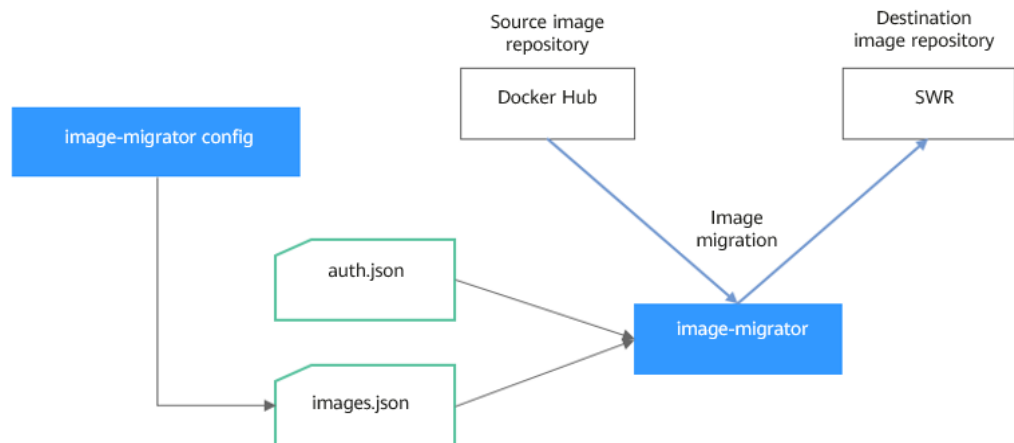 Source image
repository
Destination
image repository
Docker Hub
SWR
image-migrator config
Image
migration
auth.json
image-migrator
images.json